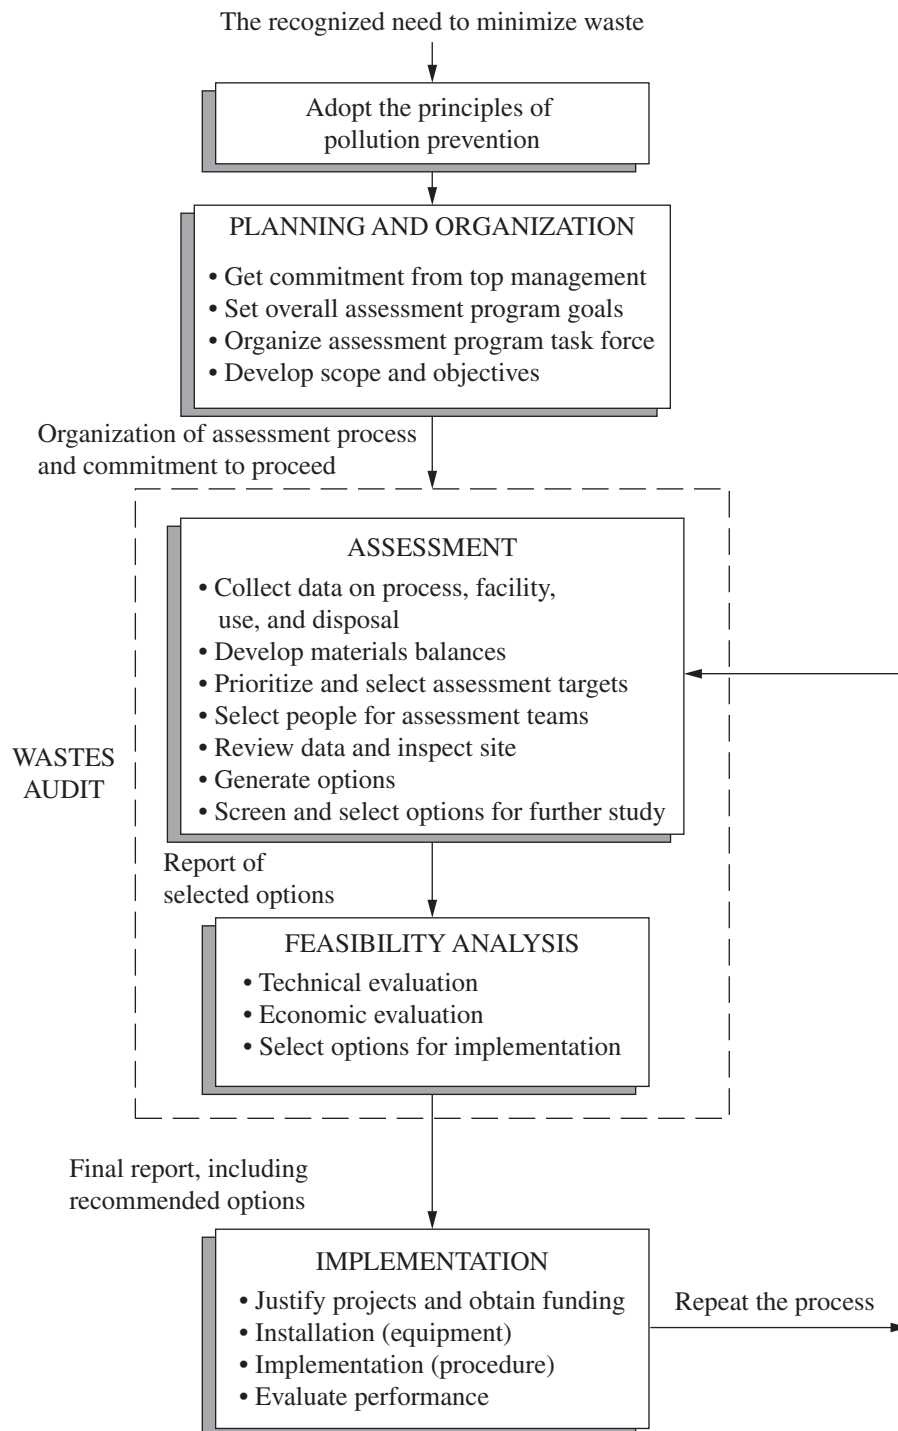 The recognized need to minimize waste
Adopt the principles of
pollution prevention
PLANNING AND ORGANIZATION
• Get commitment from top management
• Set overall assessment program goals
• Organize assessment program task force
• Develop scope and objectives
Organization of assessment process
and commitment to proceed
ASSESSMENT
• Collect data on process, facility,
use, and disposal
• Develop materials balances
• Prioritize and select assessment targets
• Select people for assessment teams
• Review data and inspect site
• Generate options
• Screen and select options for further study
WASTES
AUDIT
Report of
selected options
FEASIBILITY ANALYSIS
• Technical evaluation
• Economic evaluation
• Select options for implementation
Final report, including
recommended options
IMPLEMENTATION
• Justify projects and obtain funding
• Installation (equipment)
• Implementation (procedure)
• Evaluate performance
Repeat the process